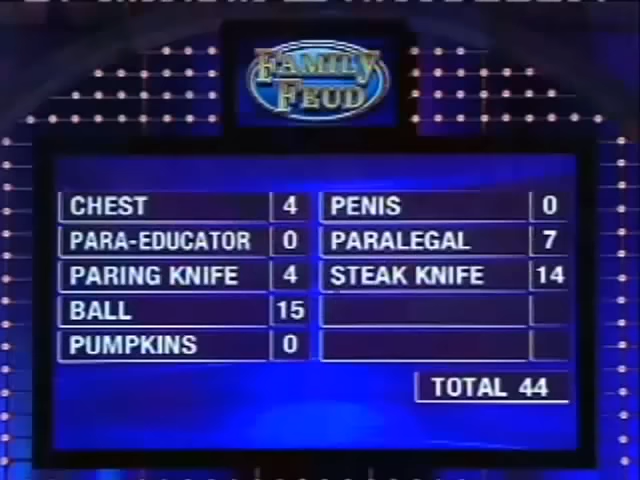 FAMILY
FEUD
CHEST 4
PARA-EDUCATOR 0
PARING KNIFE 4
BALL 15
PUMPKINS 0
PENIS 0
PARALEGAL 7
STEAK KNIFE 14
TOTAL 44